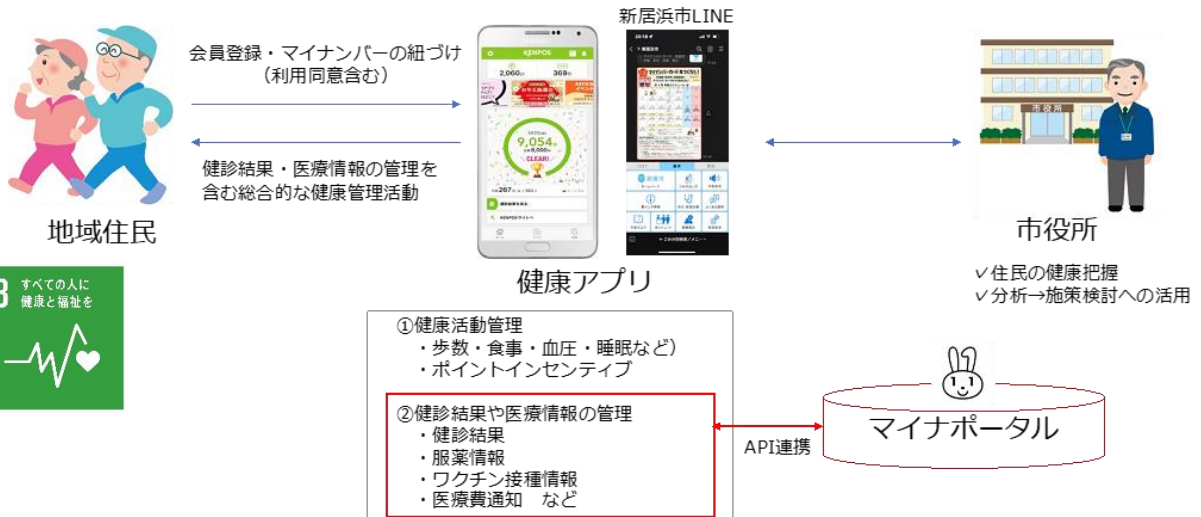 新居浜市LINE
会員登録・マイナンバーの紐づけ
（利用同意含む）
健診結果・医療情報の管理を
含む総合的な健康管理活動
KENPOS
2,060
369
9,054
CLEAR!
267
地域住民
健康アプリ
市役所
市役所
✓住民の健康把握
✓分析→施策検討への活用
3 すべての人に
健康と福祉を
①健康活動管理
・歩数・食事・血圧・睡眠など）
・ポイントインセンティブ
②健診結果や医療情報の管理
・健診結果
・服薬情報
・ワクチン接種情報
・医療費通知　など
API連携
マイナポータル